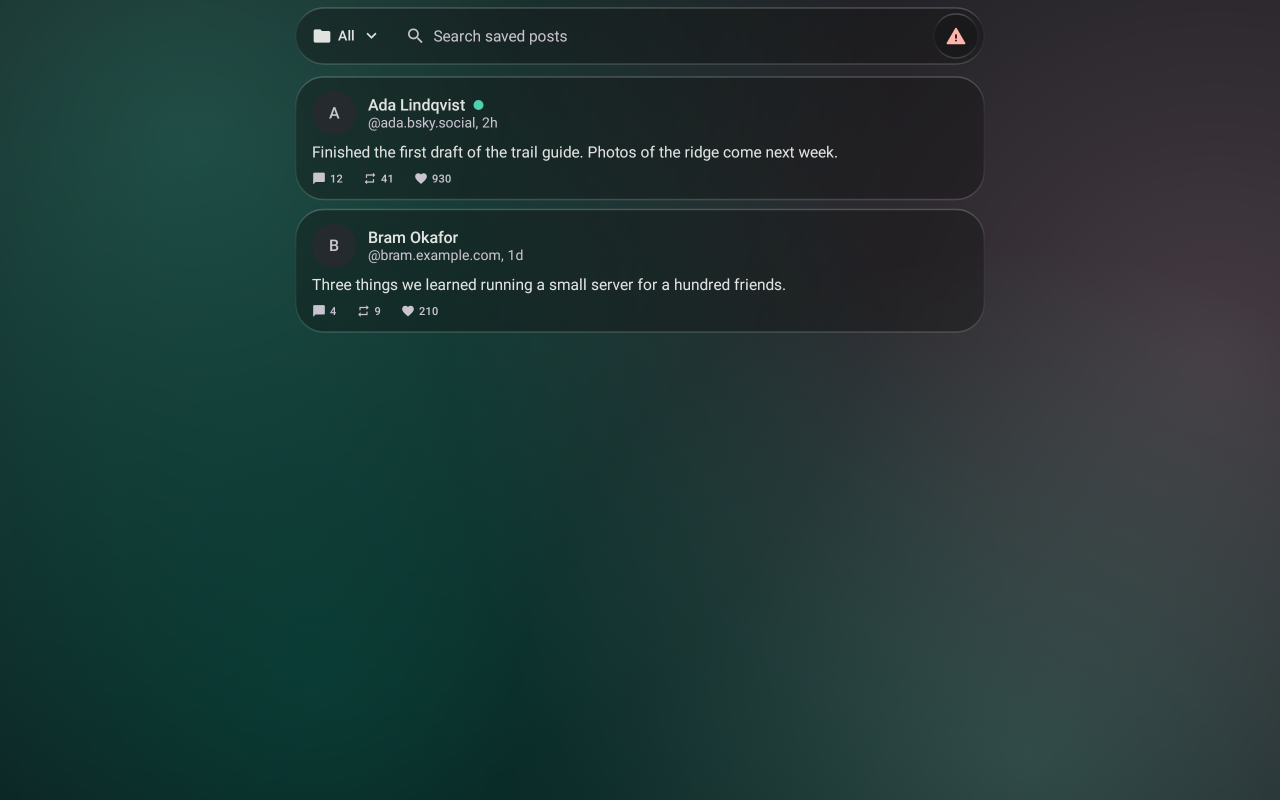 All
Search saved posts
A
Ada Lindqvist
@ada.bsky.social, 2h
Finished the first draft of the trail guide. Photos of the ridge come next week.
12 41 930
B
Bram Okafor
@bram.example.com, 1d
Three things we learned running a small server for a hundred friends.
4 9 210